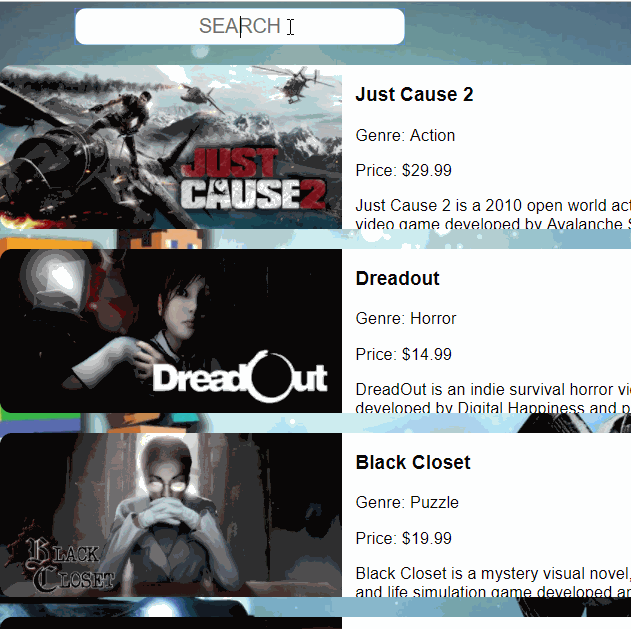 SEARCH
JUST
CAUSE 2
Just Cause 2
Genre: Action
Price: $29.99
Just Cause 2 is a 2010 open world act
video game developed by Avalanche S
DreadOut
Dreadout
Genre: Horror
Price: $14.99
DreadOut is an indie survival horror vi
developed by Digital Happiness and p
BLACK
CLOSET
Black Closet
Genre: Puzzle
Price: $19.99
Black Closet is a mystery visual novel,
and life simulation game developed an